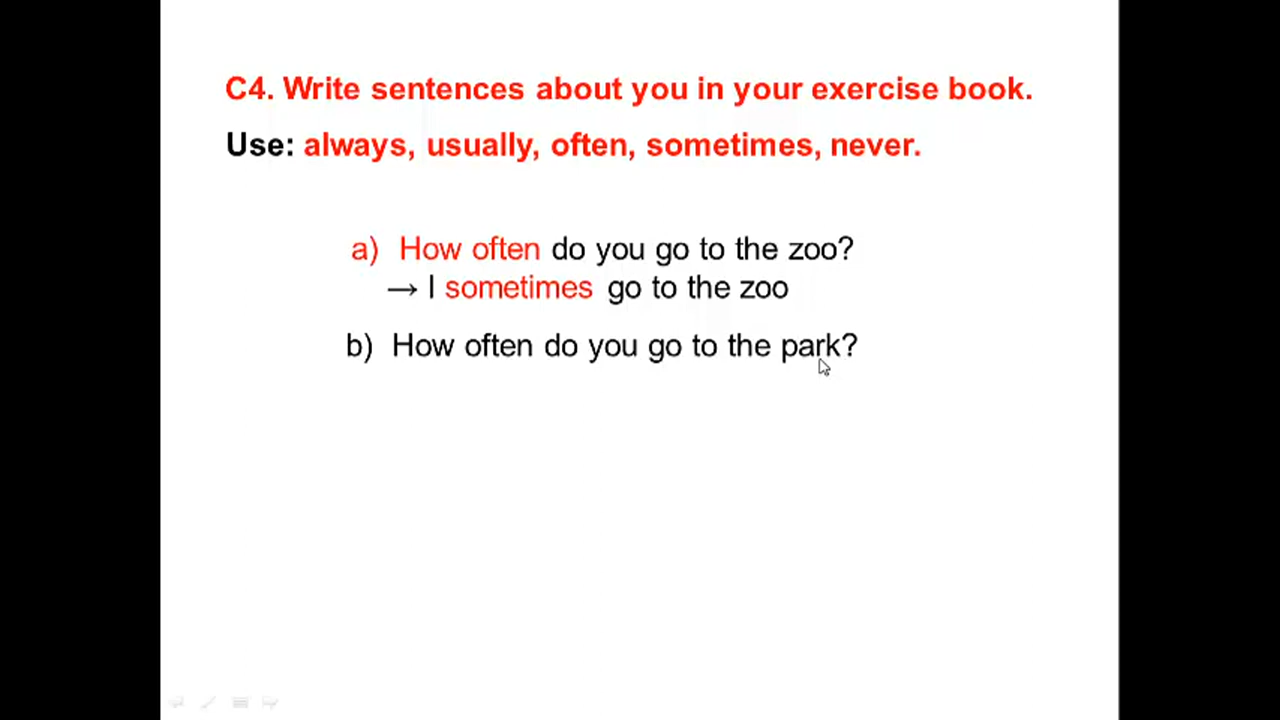 C4. Write sentences about you in your exercise book.
Use: always, usually, often, sometimes, never.
a) How often do you go to the zoo?
→ I sometimes go to the zoo
b) How often do you go to the park?